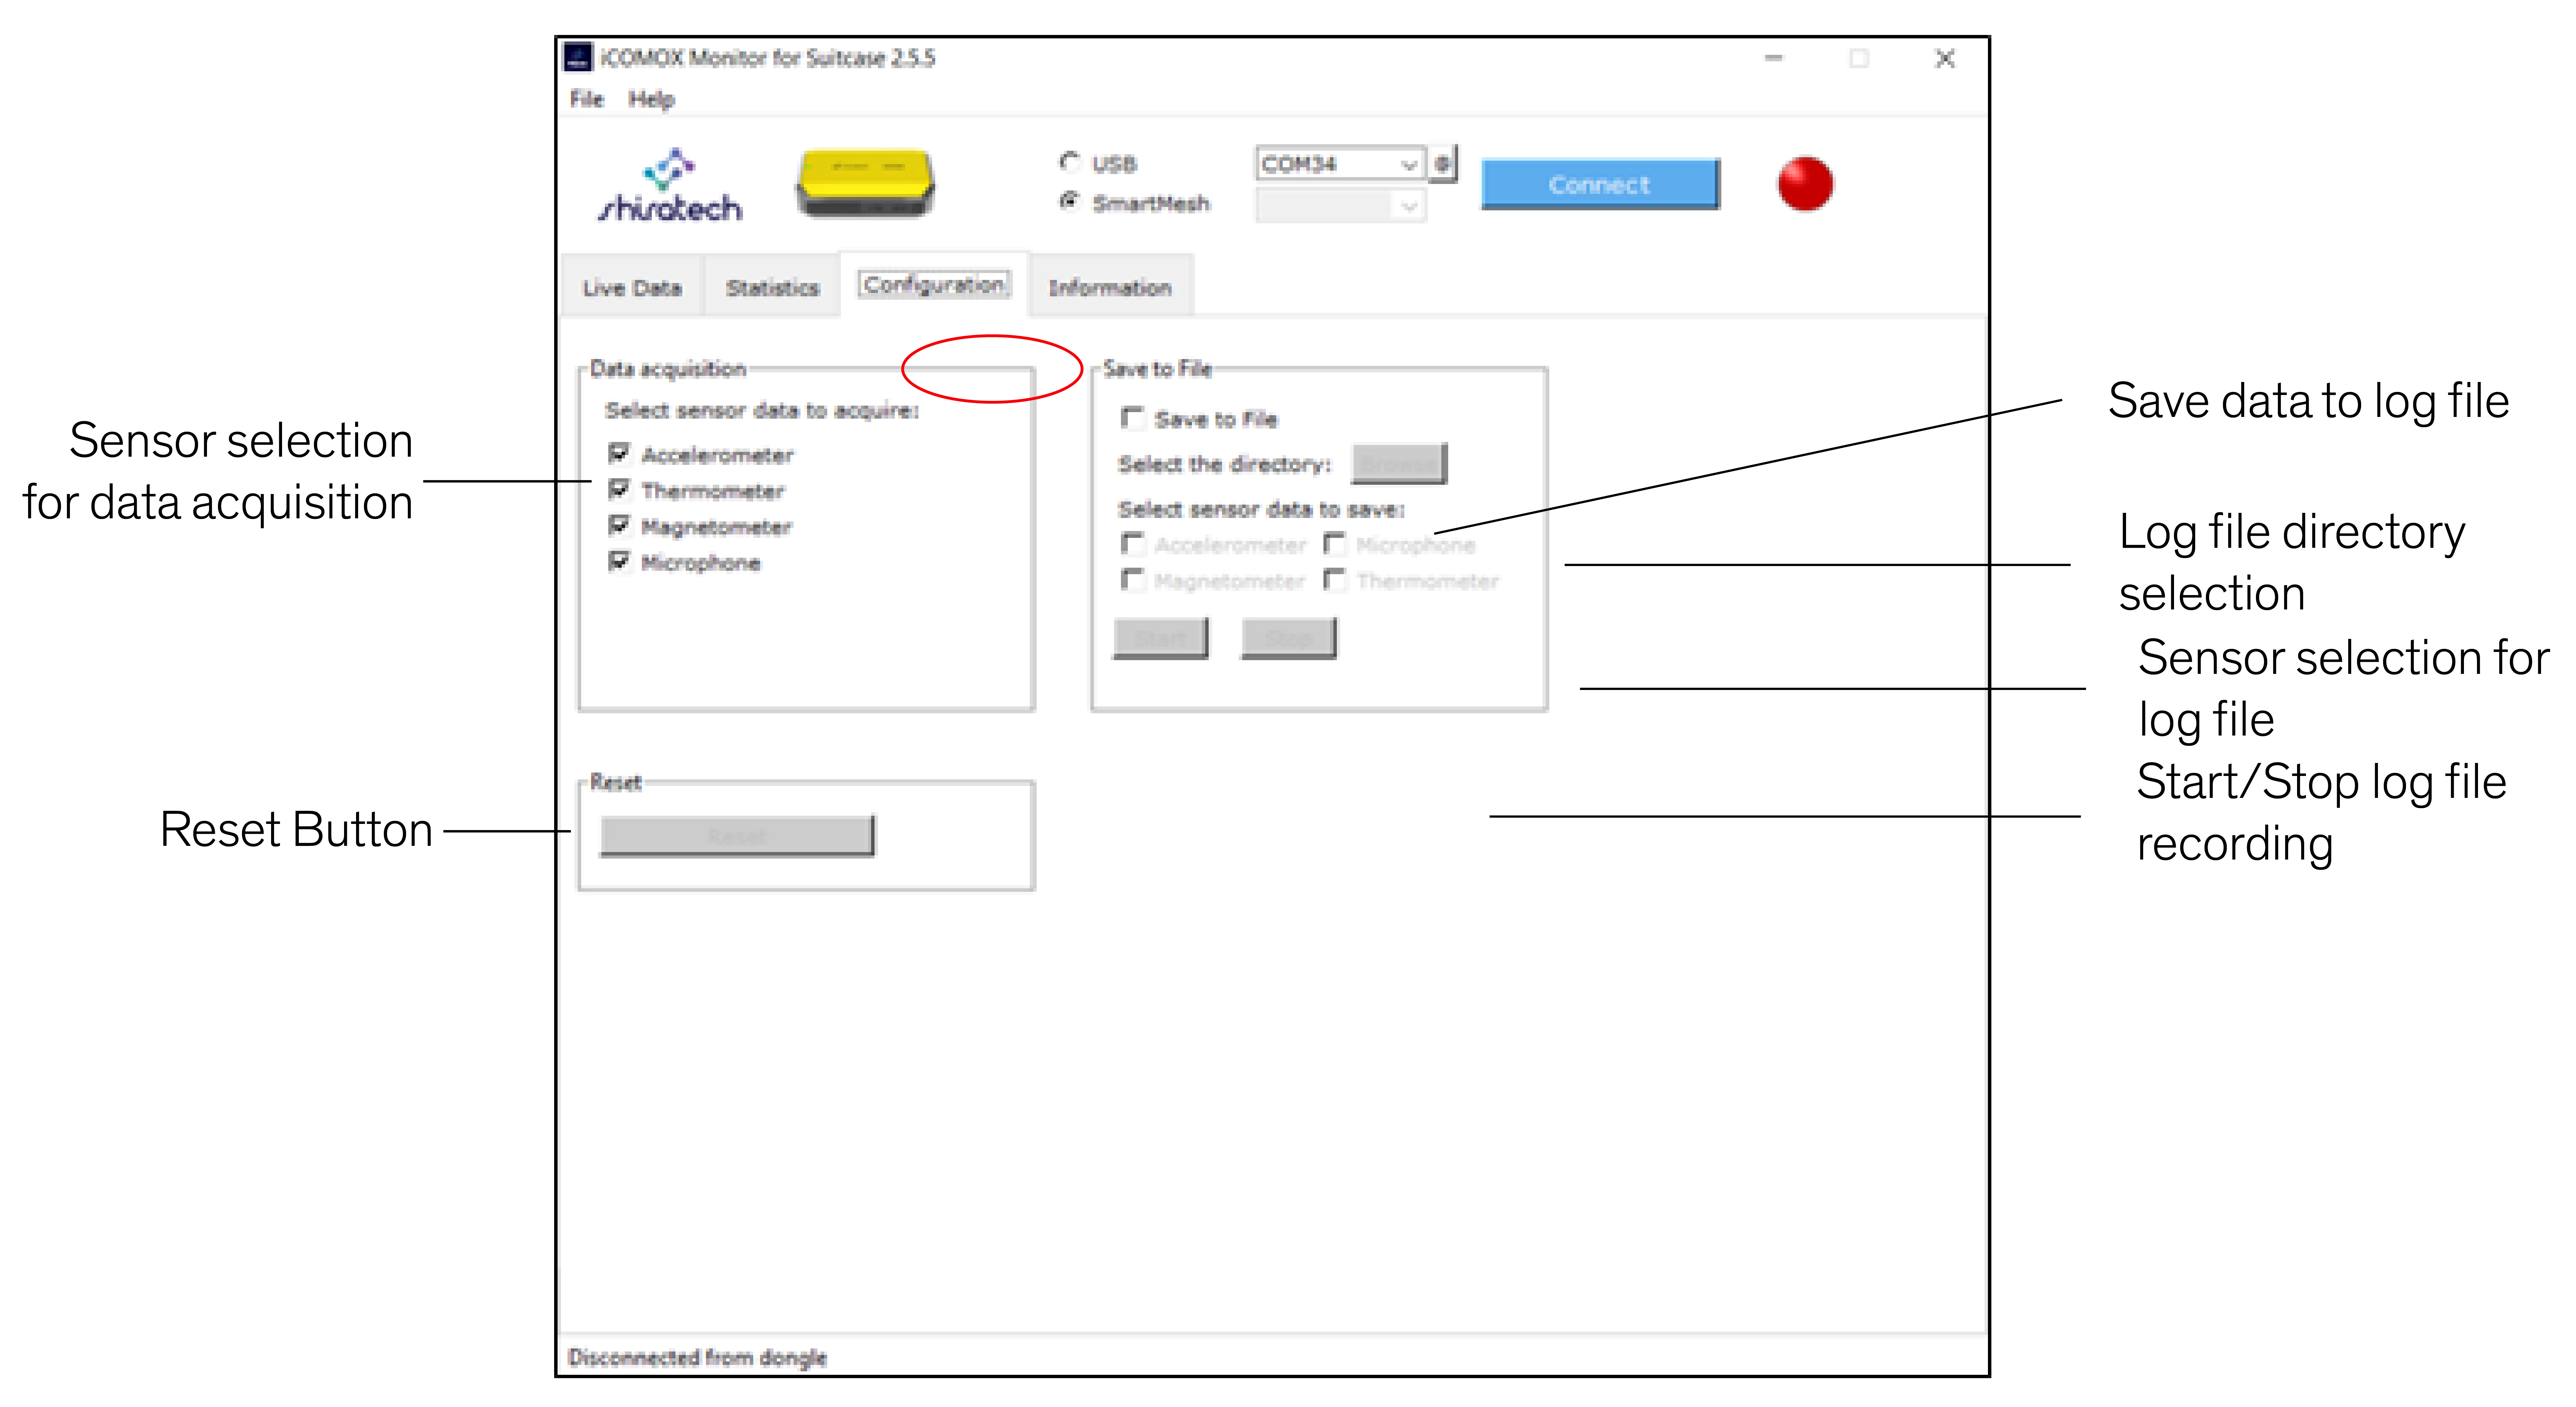 iCOMOX Monitor for Suitcase 2.5.5
File Help
shiratech
USB
COM34
SmartMesh
Connect
Live Data Statistics Configuration Information
Data acquisition
Select sensor data to acquire:
Accelerometer
Thermometer
Magnetometer
Microphone
Save to File
Save to File
Select the directory: Browse
Select sensor data to save:
Accelerometer Microphone
Magnetometer Thermometer
Start Stop
Reset
Reset
Disconnected from dongle
Sensor selection
for data acquisition
Reset Button
Save data to log file
Log file directory
selection
Sensor selection for
log file
Start/Stop log file
recording